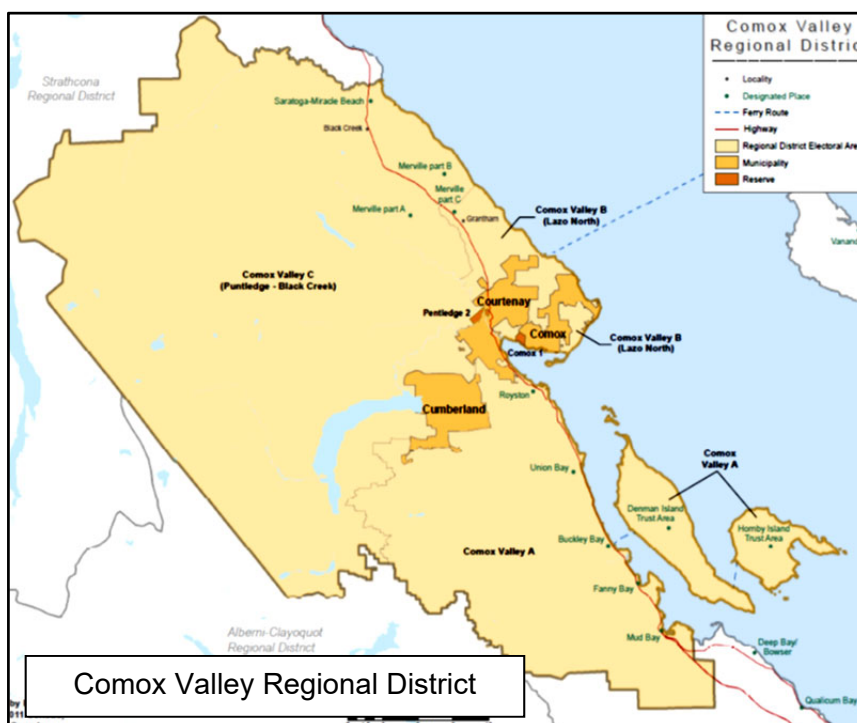 Comox Valley
Regional District
Locality
Designated Place
Ferry Route
Highway
Regional District Electoral Area
Municipality
Reserve
Strathcona
Regional District
Saratoga-Miracle Beach
Black Creek
Merville part B
Merville
part C
Merville part A
Grantham
Comox Valley B
(Lazo North)
Comox Valley C
(Puntledge - Black Creek)
Courtenay
Pentledge 2
Comox
Comox Valley B
(Lazo North)
Comox 1
Royston
Cumberland
Comox
Valley A
Union Bay
Denman Island
Trust Area
Hornby Island
Trust Area
Buckley Bay
Comox Valley A
Fanny Bay
Mud Bay
Deep Bay/
Bowser
Alberni-Clayoquot
Regional District
Qualicum Bay
Comox Valley Regional District